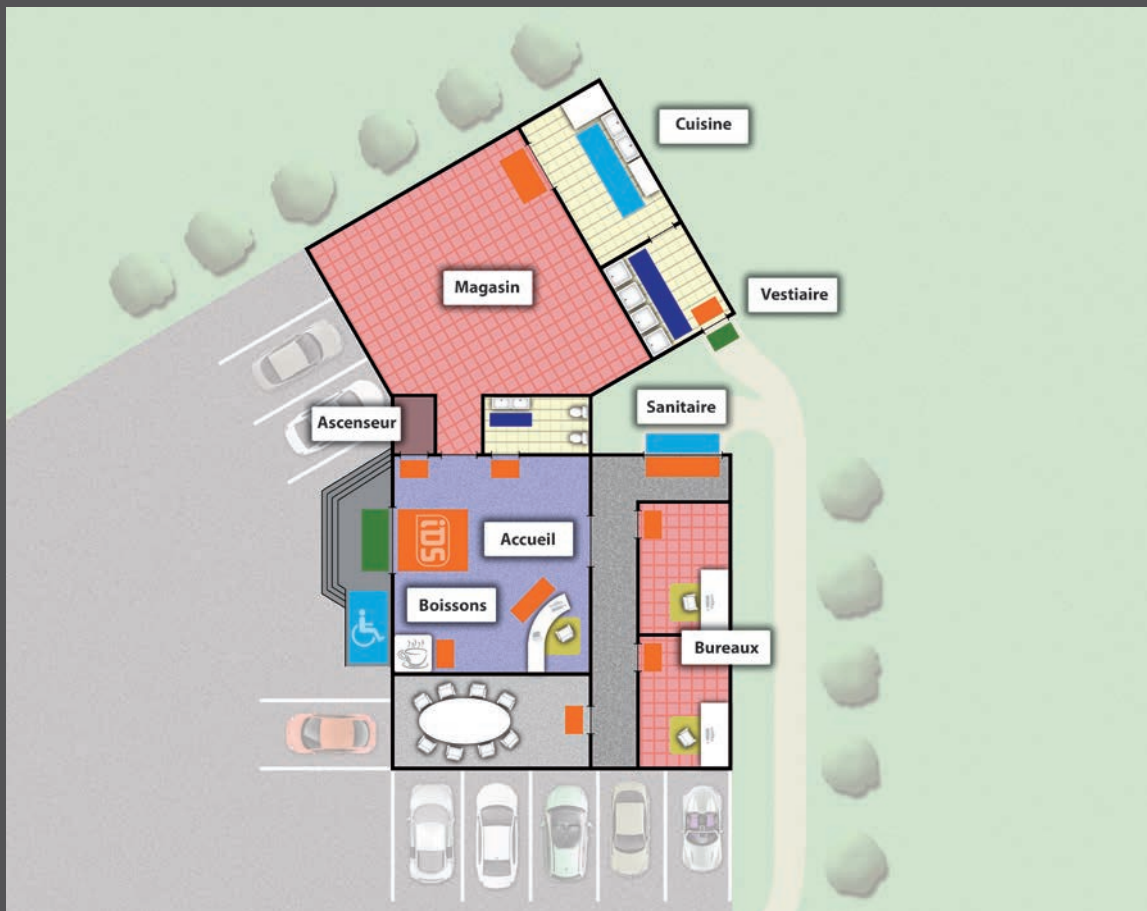 Cuisine
Magasin
Vestiaire
Ascenseur
Sanitaire
iDS
Accueil
Boissons
Bureaux